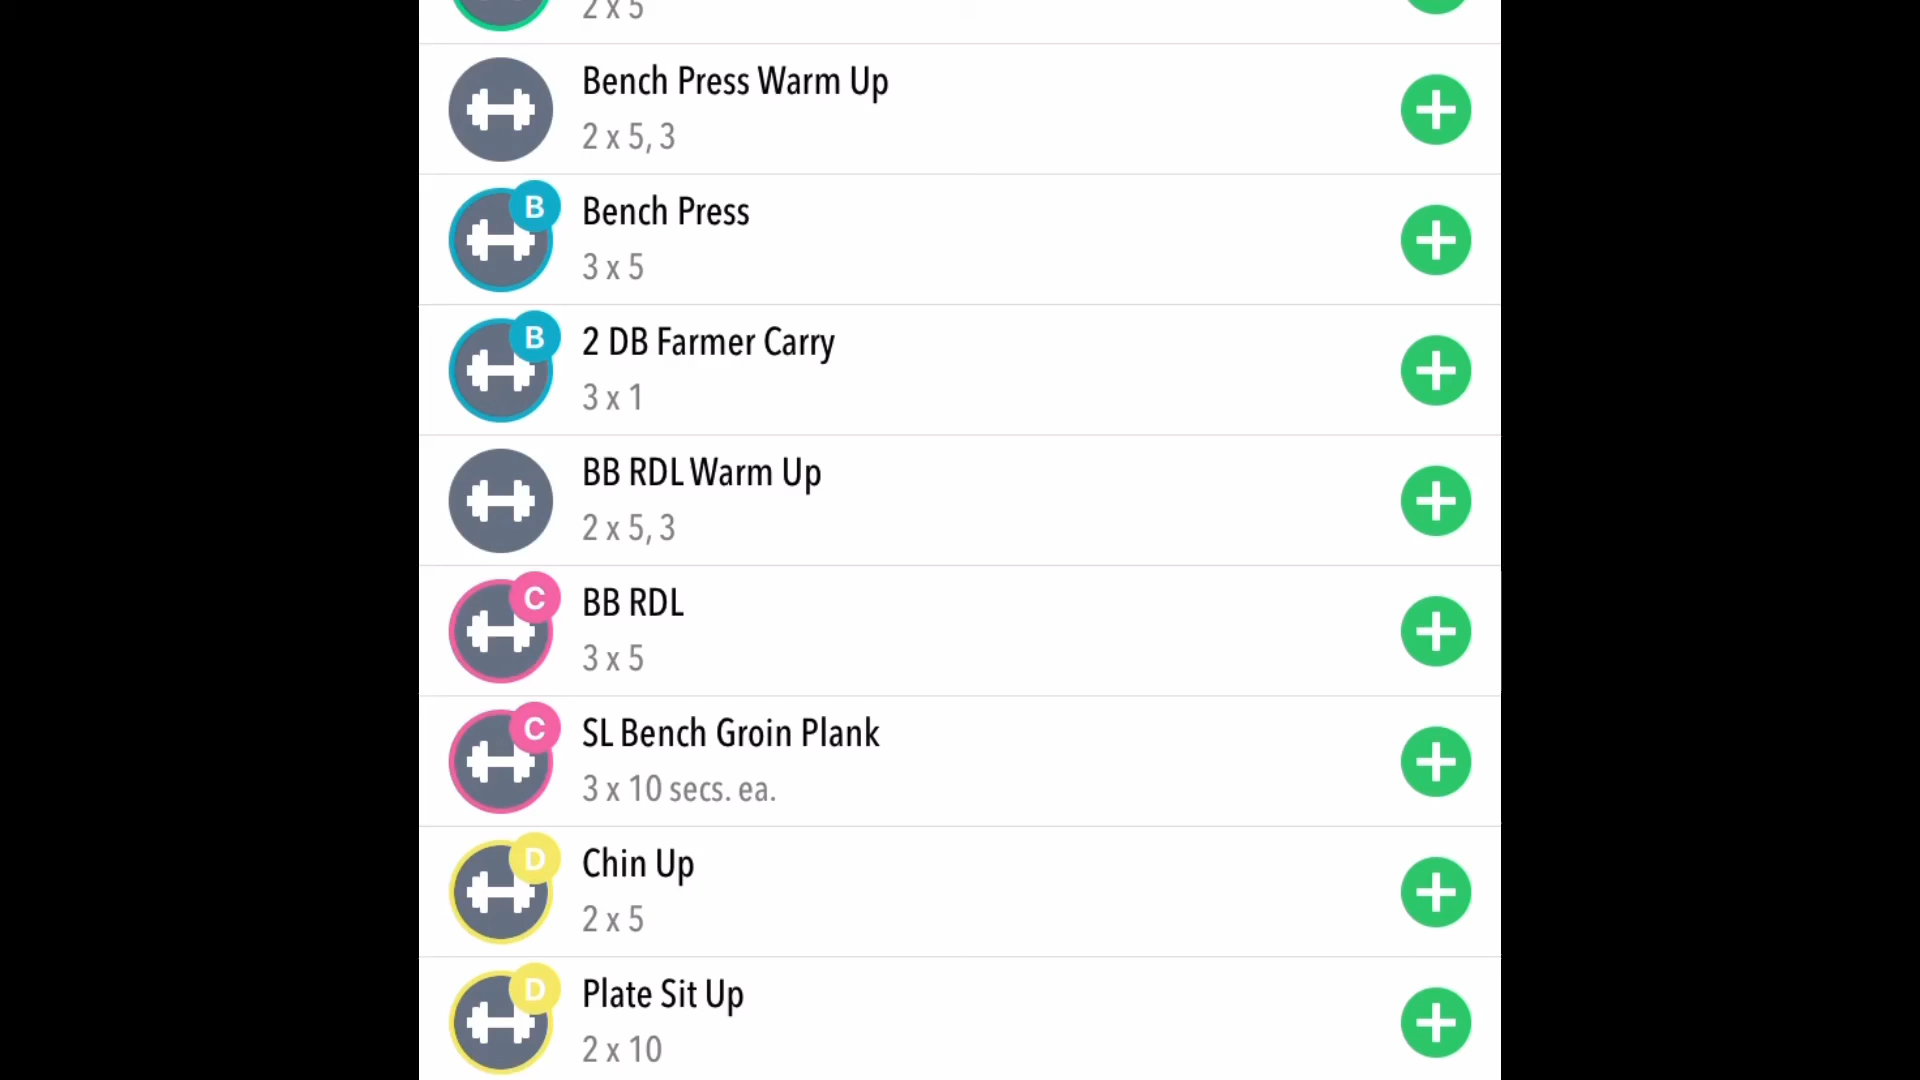 2 x 5
Bench Press Warm Up
2 x 5, 3
B
Bench Press
3 x 5
B
2 DB Farmer Carry
3 x 1
BB RDL Warm Up
2 x 5, 3
C
BB RDL
3 x 5
C
SL Bench Groin Plank
3 x 10 secs. ea.
D
Chin Up
2 x 5
D
Plate Sit Up
2 x 10